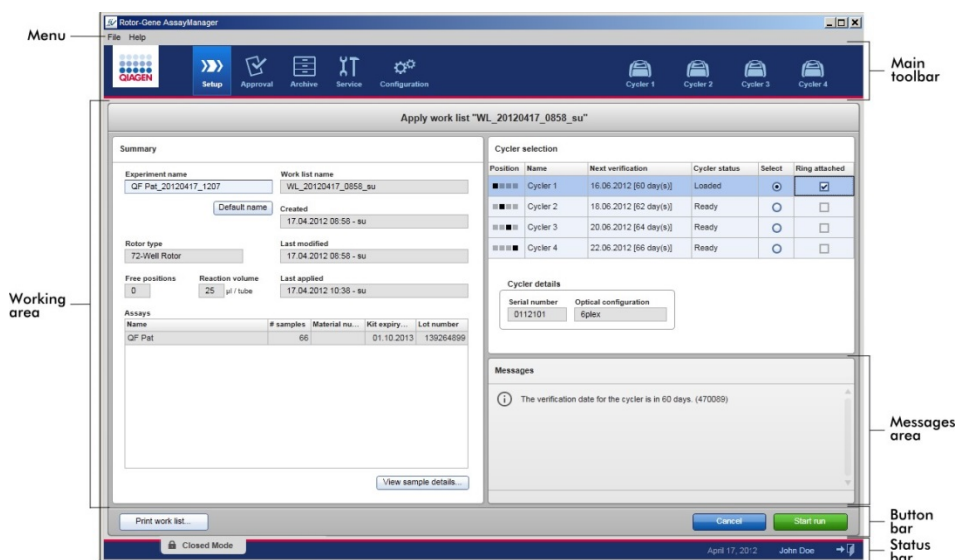 Rotor-Gene AssayManager
Menu
File Help
QIAGEN
Setup
Approval
Archive
Service
Configuration
Cycler 1
Cycler 2
Cycler 3
Cycler 4
Main
toolbar
Apply work list "WL_20120417_0858_su"
Summary
Experiment name
Work list name
QF Pat_20120417_1207
WL_20120417_0858_su
Default name
Created
17.04.2012 08:58 - su
Rotor type
Last modified
72-Well Rotor
17.04.2012 08:58 - su
Free positions
Reaction volume
Last applied
0
25 µl / tube
17.04.2012 10:38 - su
Assays
Name # samples Material nu... Kit expiry... Lot number
QF Pat 66 01.10.2013 139264899
View sample details...
Working
area
Cycler selection
Position Name Next verification Cycler status Select Ring attached
Cycler 1 16.06.2012 [60 day(s)] Loaded
Cycler 2 18.06.2012 [62 day(s)] Ready
Cycler 3 20.06.2012 [64 day(s)] Ready
Cycler 4 22.06.2012 [66 day(s)] Ready
Cycler details
Serial number Optical configuration
0112101 6plex
Messages
The verification date for the cycler is in 60 days. (470089)
Messages
area
Print work list...
Cancel
Start run
Button
bar
Closed Mode
April 17, 2012
John Doe
Status
bar